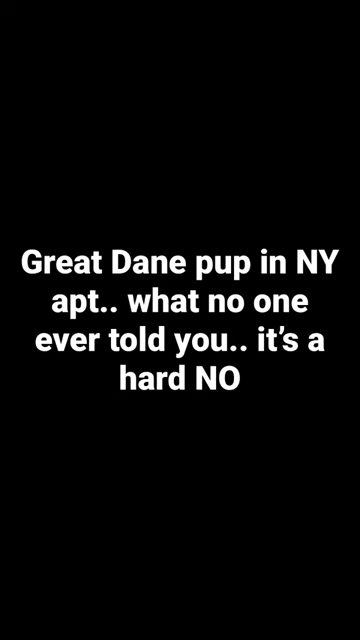 Great Dane pup in NY
apt.. what no one
ever told you.. it’s a
hard NO